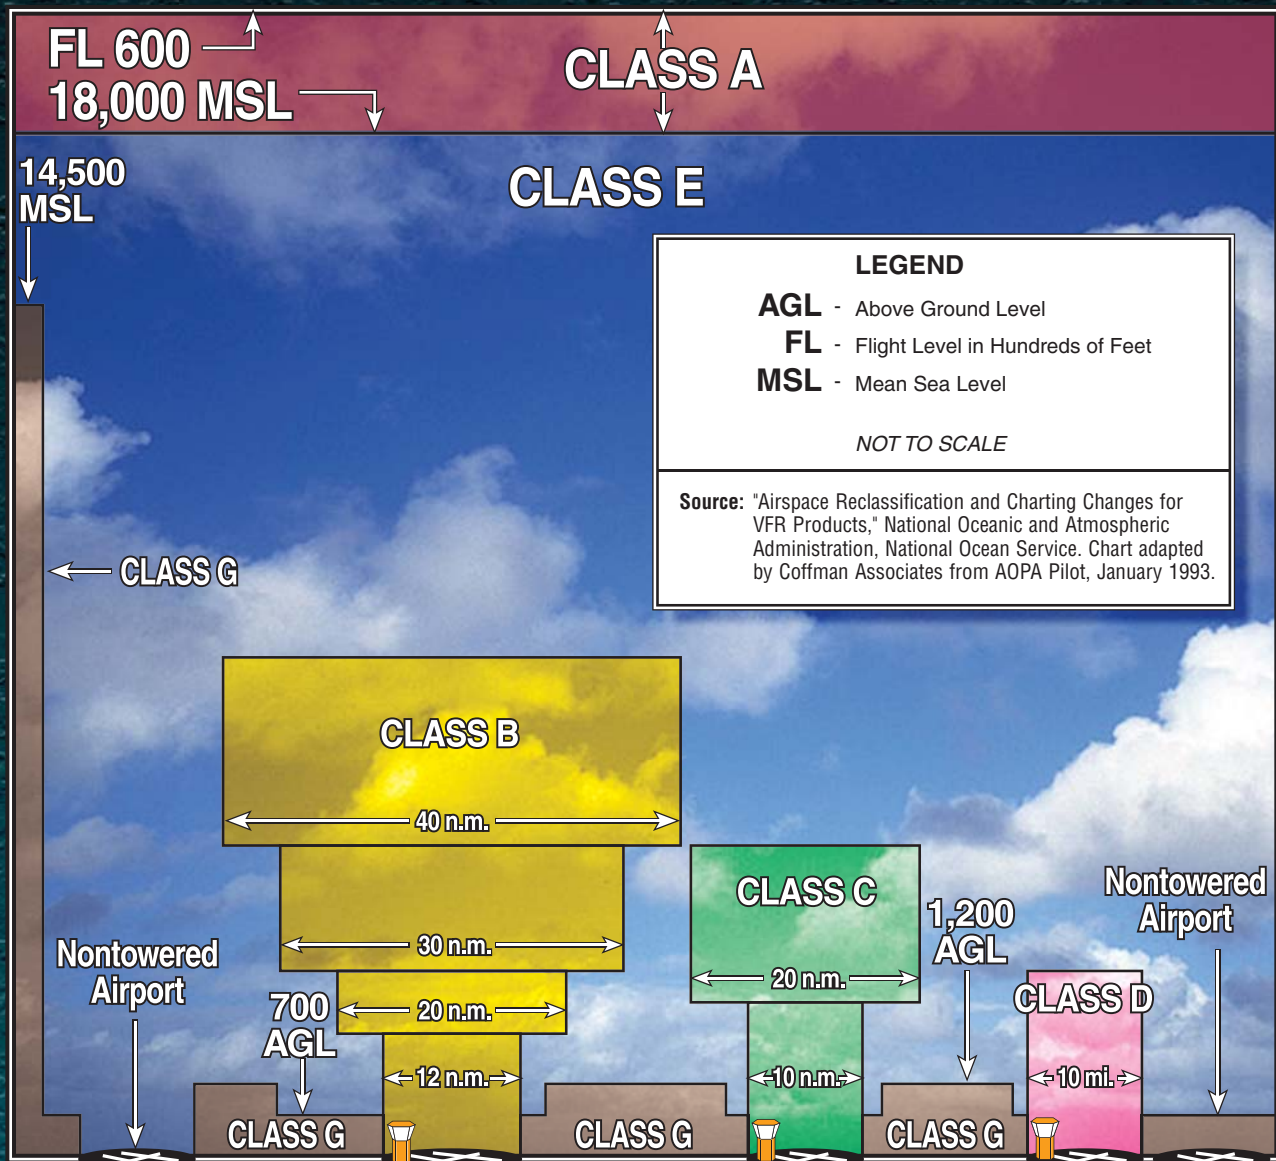 FL 600
18,000 MSL
CLASS A
14,500
MSL
CLASS E
LEGEND
AGL - Above Ground Level
FL - Flight Level in Hundreds of Feet
MSL - Mean Sea Level
NOT TO SCALE
Source: "Airspace Reclassification and Charting Changes for
VFR Products," National Oceanic and Atmospheric
Administration, National Ocean Service. Chart adapted
by Coffman Associates from AOPA Pilot, January 1993.
CLASS G
CLASS B
40 n.m.
30 n.m.
20 n.m.
12 n.m.
CLASS C
20 n.m.
10 n.m.
1,200
AGL
Nontowered
Airport
CLASS D
10 mi.
Nontowered
Airport
700
AGL
CLASS G
CLASS G
CLASS G